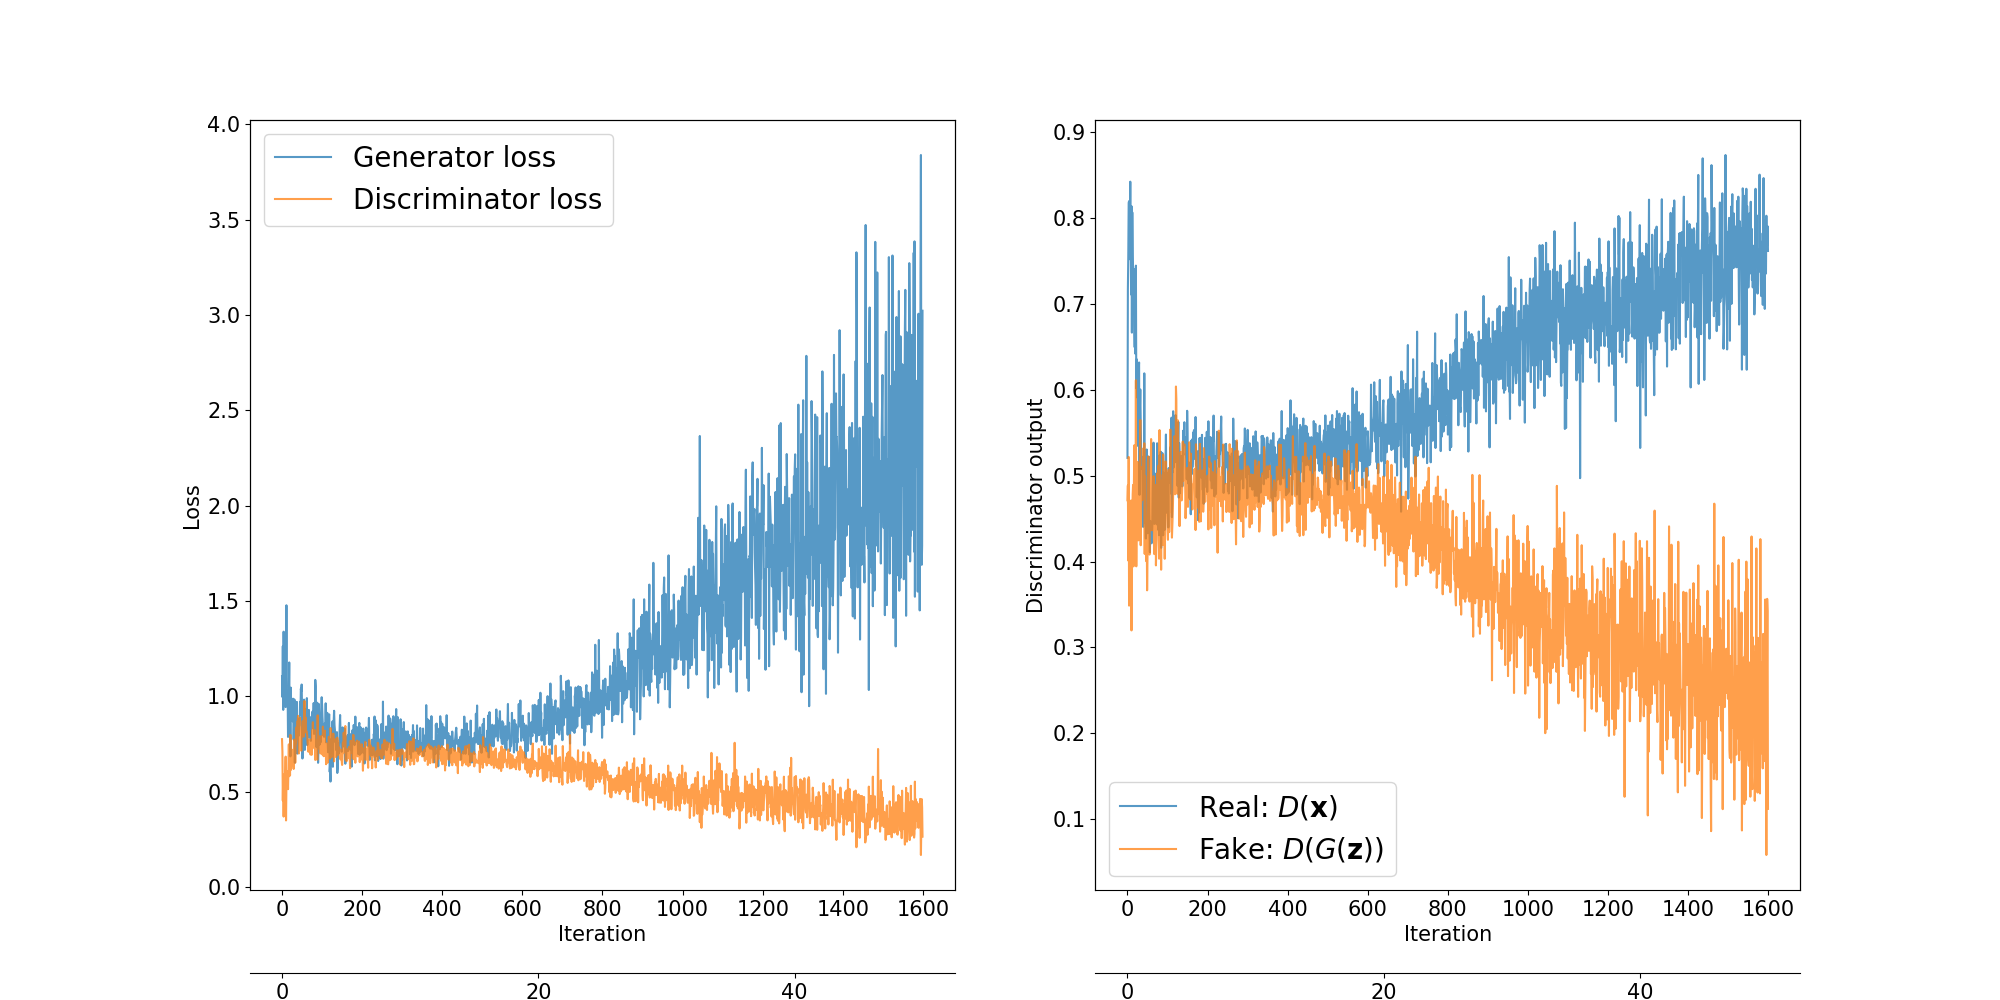 4.0
3.5
3.0
2.5
2.0
1.5
1.0
0.5
0.0
Loss
Generator loss
Discriminator loss
0 200 400 600 800 1000 1200 1400 1600
Iteration
0 20 40
0.9
0.8
0.7
0.6
0.5
0.4
0.3
0.2
0.1
Discriminator output
Real: D(x)
Fake: D(G(z))
0 200 400 600 800 1000 1200 1400 1600
Iteration
0 20 40